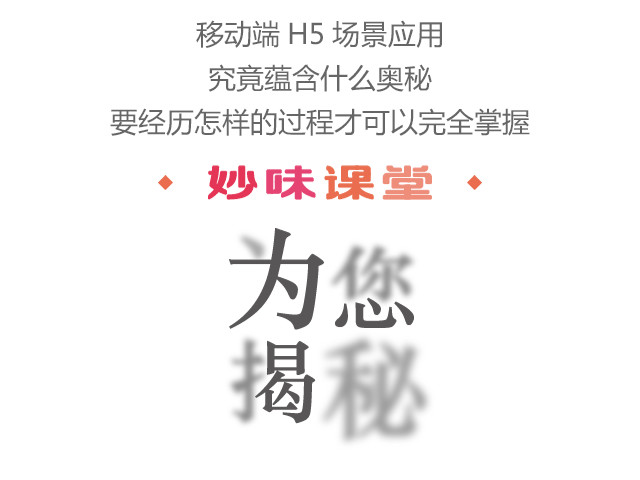 移动端 H5 场景应用
究竟蕴含什么奥秘
要经历怎样的过程才可以完全掌握
妙味课堂
为您
揭秘